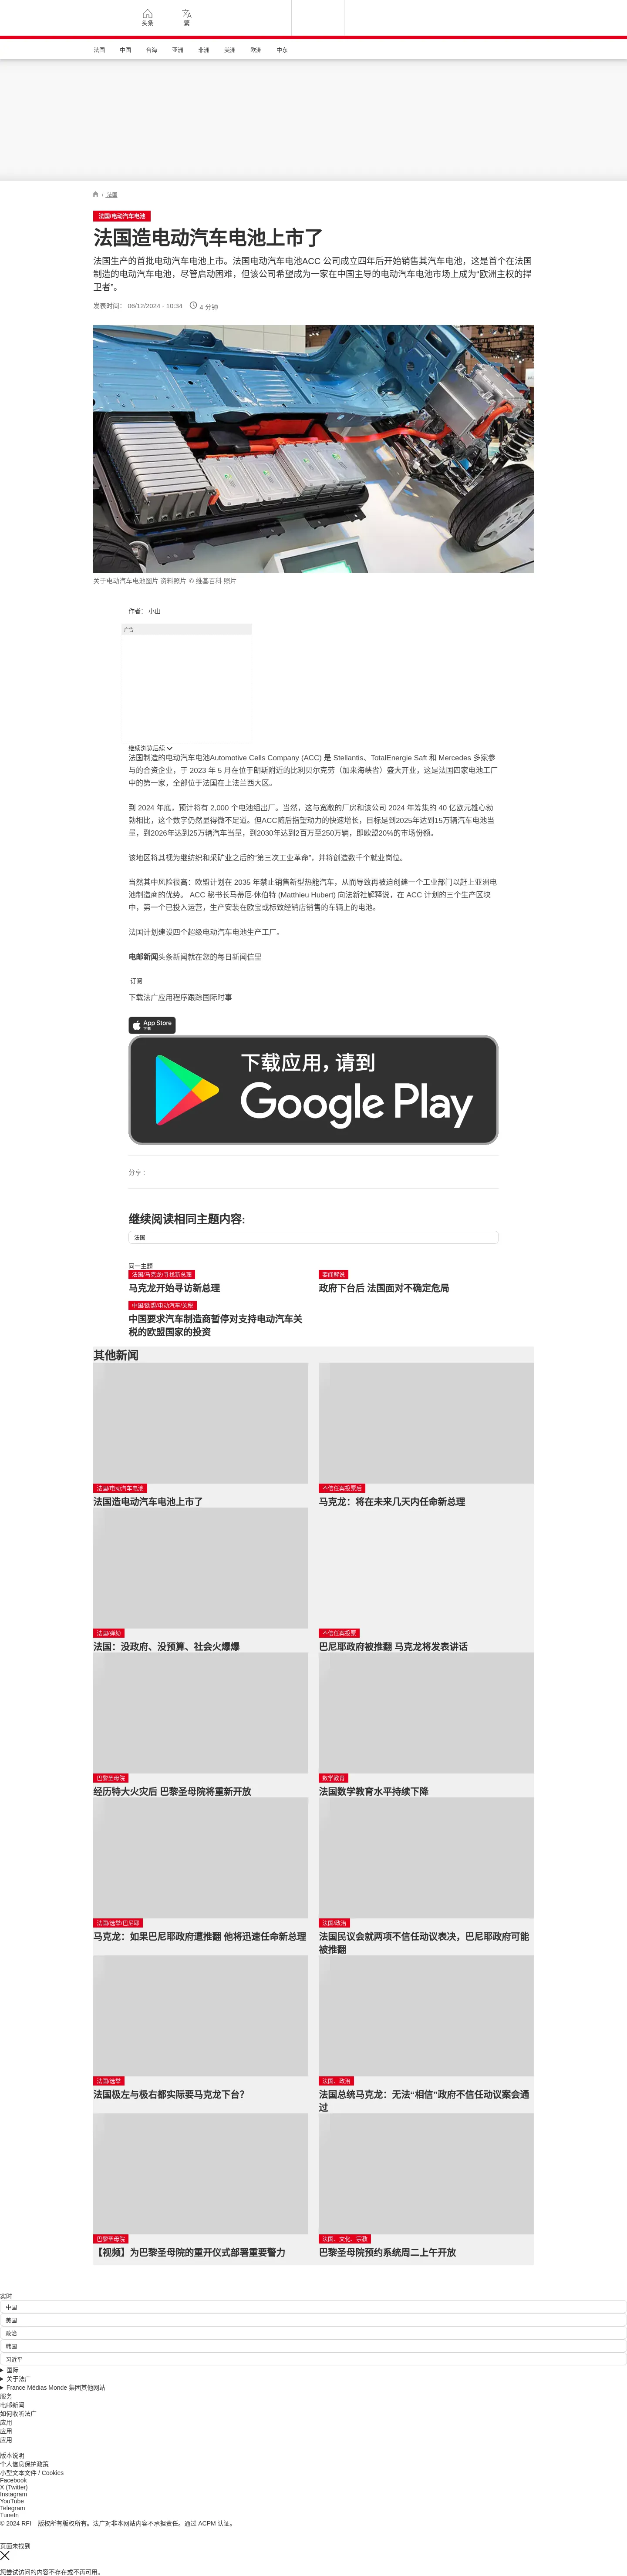 头条
繁
法国
中国
台海
亚洲
非洲
美洲
欧洲
中东
/ 法国
法国/电动汽车电池
法国造电动汽车电池上市了
法国生产的首批电动汽车电池上市。法国电动汽车电池ACC 公司成立四年后开始销售其汽车电池，这是首个在法国
制造的电动汽车电池，尽管启动困难，但该公司希望成为一家在中国主导的电动汽车电池市场上成为“欧洲主权的捍
卫者”。
发表时间： 06/12/2024 - 10:34 4 分钟
关于电动汽车电池图片 资料照片 © 维基百科 照片
作者： 小山
广告
继续浏览后续
法国制造的电动汽车电池Automotive Cells Company (ACC) 是 Stellantis、TotalEnergie Saft 和 Mercedes 多家参
与的合资企业，于 2023 年 5 月在位于朗斯附近的比利贝尔克劳（加来海峡省）盛大开业，这是法国四家电池工厂
中的第一家，全部位于法国在上法兰西大区。
到 2024 年底，预计将有 2,000 个电池组出厂。当然，这与宽敞的厂房和该公司 2024 年筹集的 40 亿欧元雄心勃
勃相比，这个数字仍然显得微不足道。但ACC随后指望动力的快速增长，目标是到2025年达到15万辆汽车电池当
量，到2026年达到25万辆汽车当量，到2030年达到2百万至250万辆，即欧盟20%的市场份额。
该地区将其视为继纺织和采矿业之后的“第三次工业革命”，并将创造数千个就业岗位。
当然其中风险很高：欧盟计划在 2035 年禁止销售新型热能汽车，从而导致再被迫创建一个工业部门以赶上亚洲电
池制造商的优势。 ACC 秘书长马蒂厄·休伯特 (Matthieu Hubert) 向法新社解释说，在 ACC 计划的三个生产区块
中，第一个已投入运营，生产安装在欧宝或标致经销店销售的车辆上的电池。
法国计划建设四个超级电动汽车电池生产工厂。
电邮新闻头条新闻就在您的每日新闻信里
订阅
下载法广应用程序跟踪国际时事
App Store
下载
下载应用，请到
Google Play
分享 :
继续阅读相同主题内容:
法国
同一主题
法国/马克龙/寻找新总理
马克龙开始寻访新总理
要闻解说
政府下台后 法国面对不确定危局
中国/欧盟/电动汽车/关税
中国要求汽车制造商暂停对支持电动汽车关
税的欧盟国家的投资
其他新闻
法国/电动汽车电池
法国造电动汽车电池上市了
不信任案投票后
马克龙：将在未来几天内任命新总理
法国/弹劾
法国：没政府、没预算、社会火爆爆
不信任案投票
巴尼耶政府被推翻 马克龙将发表讲话
巴黎圣母院
经历特大火灾后 巴黎圣母院将重新开放
数学教育
法国数学教育水平持续下降
法国/选举/巴尼耶
马克龙：如果巴尼耶政府遭推翻 他将迅速任命新总理
法国/政治
法国民议会就两项不信任动议表决，巴尼耶政府可能
被推翻
法国/选举
法国极左与极右都实际要马克龙下台？
法国、政治
法国总统马克龙：无法“相信”政府不信任动议案会通
过
巴黎圣母院
【视频】为巴黎圣母院的重开仪式部署重要警力
法国、文化、宗教
巴黎圣母院预约系统周二上午开放
实时
中国
美国
政治
韩国
习近平
国际
关于法广
France Médias Monde 集团其他网站
服务
电邮新闻
如何收听法广
应用
应用
应用
版本说明
个人信息保护政策
小型文本文件 / Cookies
Facebook
X (Twitter)
Instagram
YouTube
Telegram
TuneIn
© 2024 RFI – 版权所有版权所有。法广对非本网站内容不承担责任。通过 ACPM 认证。
页面未找到
您尝试访问的内容不存在或不再可用。